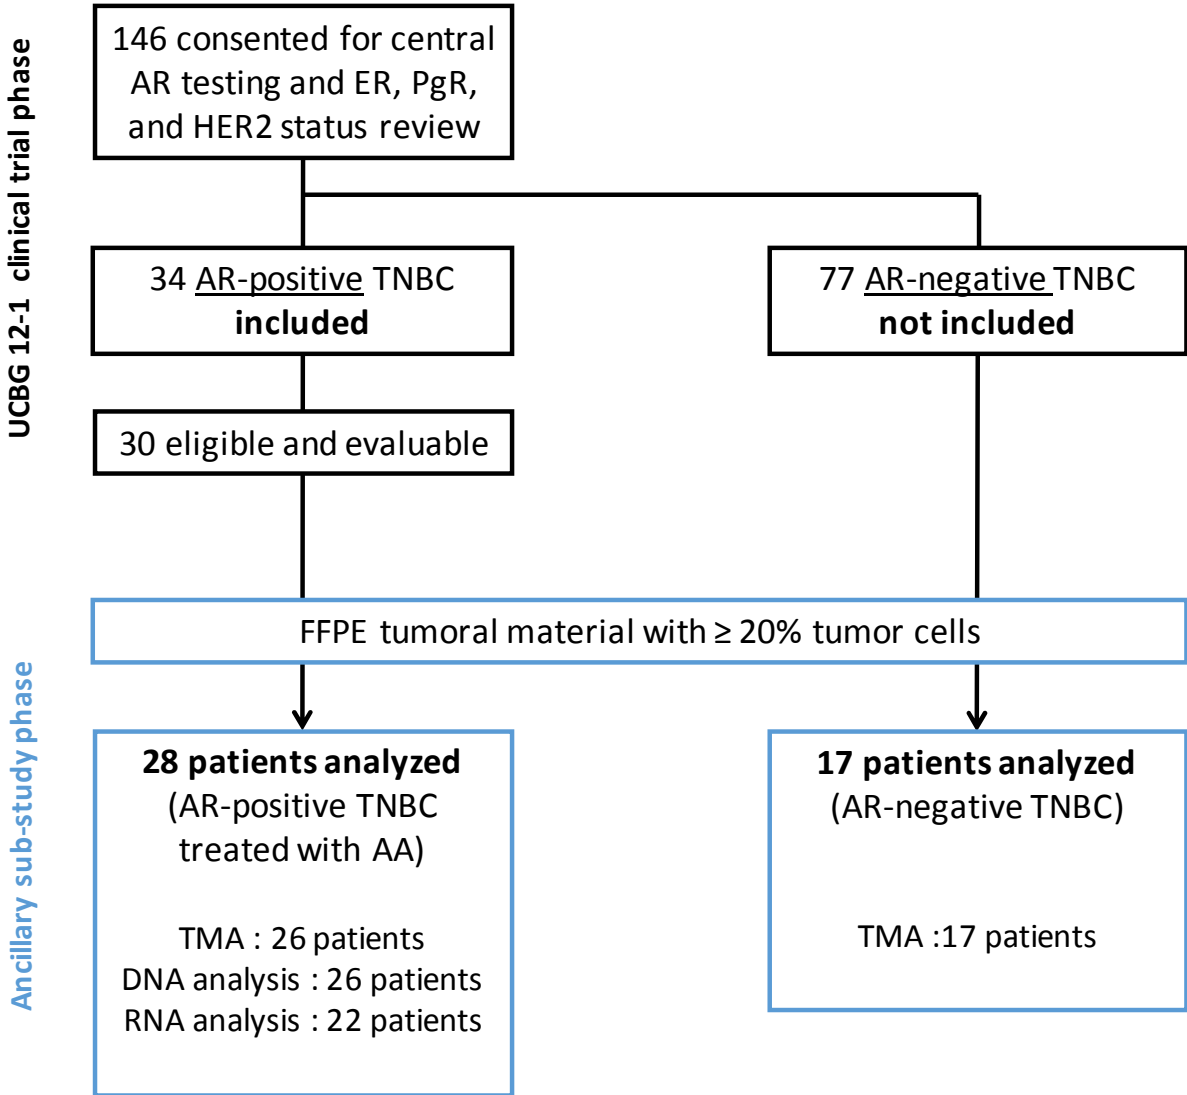 UCBG 12-1 clinical trial phase
146 consented for central
AR testing and ER, PgR,
and HER2 status review
34 AR-positive TNBC
included
77 AR-negative TNBC
not included
30 eligible and evaluable
FFPE tumoral material with ≥ 20% tumor cells
Ancillary sub-study phase
28 patients analyzed
(AR-positive TNBC
treated with AA)
TMA : 26 patients
DNA analysis : 26 patients
RNA analysis : 22 patients
17 patients analyzed
(AR-negative TNBC)
TMA :17 patients